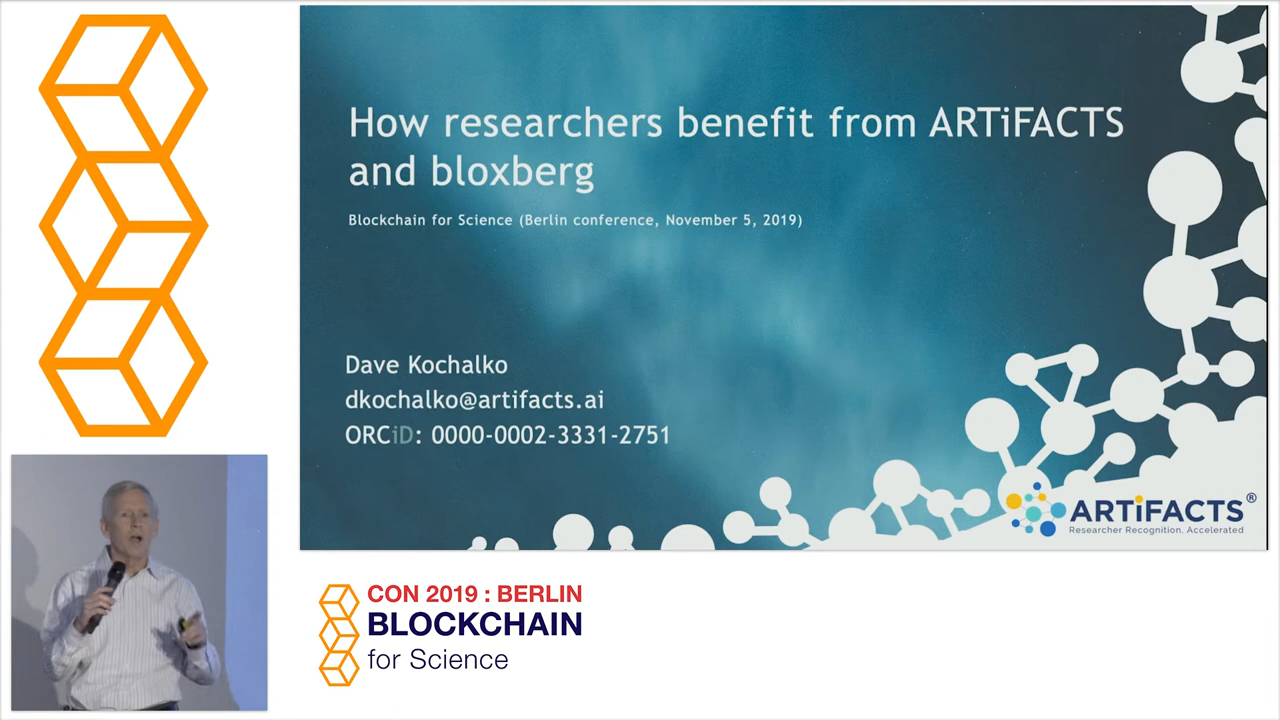 How researchers benefit from ARTiFACTS
and bloxberg
Blockchain for Science (Berlin conference, November 5, 2019)
Dave Kochalko
dkochalko@artifacts.ai
ORCiD: 0000-0002-3331-2751
ARTiFACTS®
Researcher Recognition. Accelerated
CON 2019 : BERLIN
BLOCKCHAIN
for Science